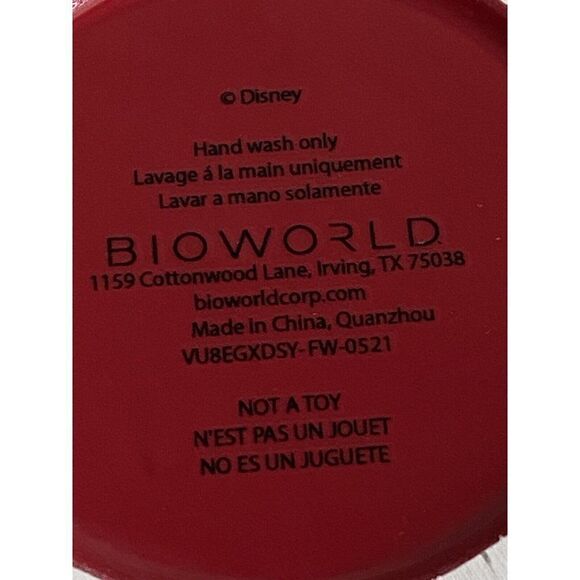 © Disney
Hand wash only
Lavage á la main uniquement
Lavar a mano solamente
BIOWORLD
1159 Cottonwood Lane, Irving, TX 75038
bioworldcorp.com
Made in China, Quanzhou
VU8EGXDSY-FW-0521
NOT A TOY
N'EST PAS UN JOUET
NO ES UN JUGUETE